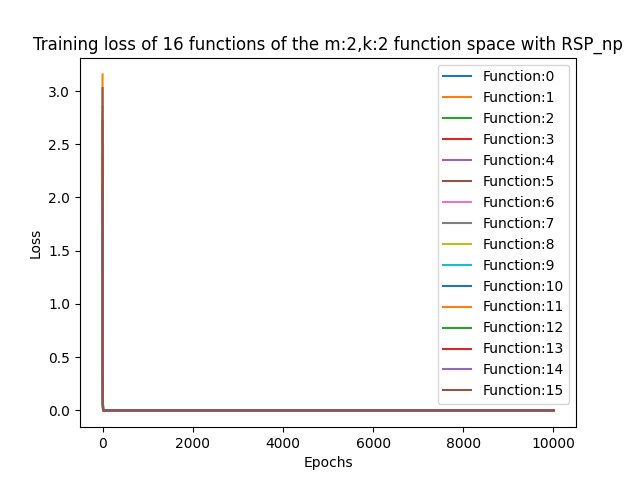 Training loss of 16 functions of the m:2,k:2 function space with RSP_np
3.0
2.5
2.0
1.5
1.0
0.5
0.0
Loss
0 2000 4000 6000 8000 10000
Epochs
Function:0
Function:1
Function:2
Function:3
Function:4
Function:5
Function:6
Function:7
Function:8
Function:9
Function:10
Function:11
Function:12
Function:13
Function:14
Function:15